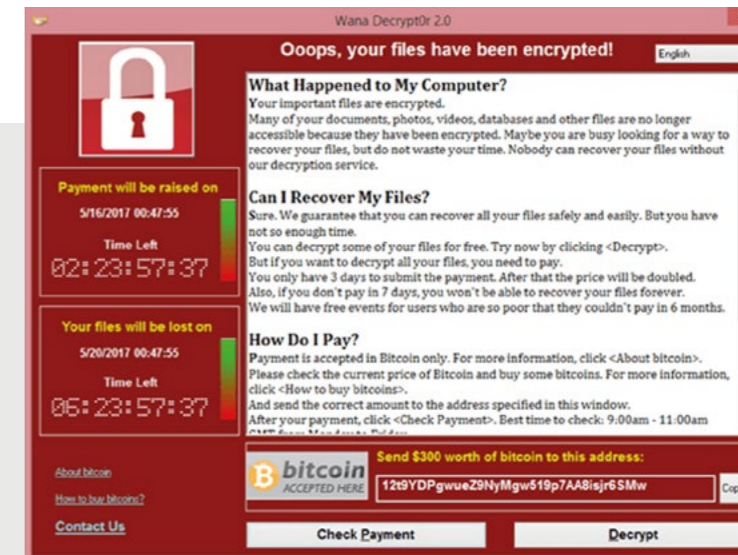 Wana Decrypt0r 2.0
Ooops, your files have been encrypted!
English
What Happened to My Computer?
Your important files are encrypted.
Many of your documents, photos, videos, databases and other files are no longer
accessible because they have been encrypted. Maybe you are busy looking for a way to
recover your files, but do not waste your time. Nobody can recover your files without
our decryption service.
Can I Recover My Files?
Sure. We guarantee that you can recover all your files safely and easily. But you have
not so enough time.
You can decrypt some of your files for free. Try now by clicking <Decrypt>.
But if you want to decrypt all your files, you need to pay.
You only have 3 days to submit the payment. After that the price will be doubled.
Also, if you don't pay in 7 days, you won't be able to recover your files forever.
We will have free events for users who are so poor that they couldn't pay in 6 months.
How Do I Pay?
Payment is accepted in Bitcoin only. For more information, click <About bitcoin>.
Please check the current price of Bitcoin and buy some bitcoins. For more information,
click <How to buy bitcoins>.
And send the correct amount to the address specified in this window.
After your payment, click <Check Payment>. Best time to check: 9:00am - 11:00am
GMT from Monday to Friday
Payment will be raised on
5/16/2017 00:47:55
Time Left
02:23:57:37
Your files will be lost on
5/20/2017 00:47:55
Time Left
06:23:57:37
About bitcoin
How to buy bitcoins?
Contact Us
bitcoin
ACCEPTED HERE
Send $300 worth of bitcoin to this address:
12t9YDPgwueZ9NyMgw519p7AA8isjr6SMw
Cop
Check Payment
Decrypt